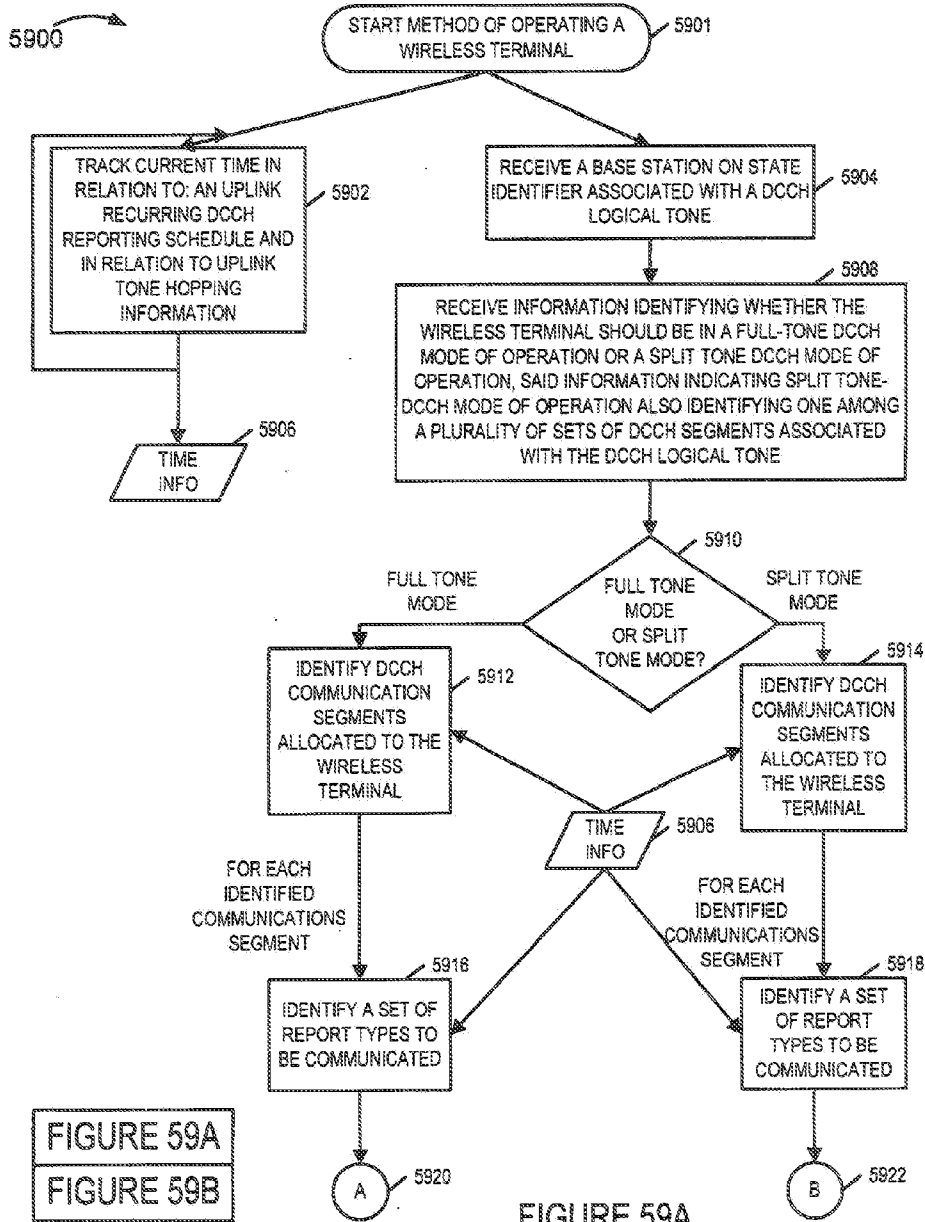 5900
START METHOD OF OPERATING A
WIRELESS TERMINAL
5901
TRACK CURRENT TIME IN
RELATION TO: AN UPLINK
RECURRING DCCH
REPORTING SCHEDULE AND
IN RELATION TO UPLINK
TONE HOPPING
INFORMATION
5902
RECEIVE A BASE STATION ON STATE
IDENTIFIER ASSOCIATED WITH A DCCH
LOGICAL TONE
5904
5906
TIME
INFO
5908
RECEIVE INFORMATION IDENTIFYING WHETHER THE
WIRELESS TERMINAL SHOULD BE IN A FULL-TONE DCCH
MODE OF OPERATION OR A SPLIT TONE DCCH MODE OF
OPERATION, SAID INFORMATION INDICATING SPLIT TONE-
DCCH MODE OF OPERATION ALSO IDENTIFYING ONE AMONG
A PLURALITY OF SETS OF DCCH SEGMENTS ASSOCIATED
WITH THE DCCH LOGICAL TONE
5910
FULL TONE
MODE
FULL TONE
MODE
OR SPLIT
TONE MODE?
SPLIT TONE
MODE
5912
IDENTIFY DCCH
COMMUNICATION
SEGMENTS
ALLOCATED TO THE
WIRELESS
TERMINAL
5914
IDENTIFY DCCH
COMMUNICATION
SEGMENTS
ALLOCATED TO
THE WIRELESS
TERMINAL
TIME
INFO
5906
FOR EACH
IDENTIFIED
COMMUNICATIONS
SEGMENT
FOR EACH
IDENTIFIED
COMMUNICATIONS
SEGMENT
5916
IDENTIFY A SET OF
REPORT TYPES TO
BE COMMUNICATED
5918
IDENTIFY A SET
OF REPORT
TYPES TO BE
COMMUNICATED
FIGURE 59A
FIGURE 59B
A
5920
B
5922
FIGURE 59A